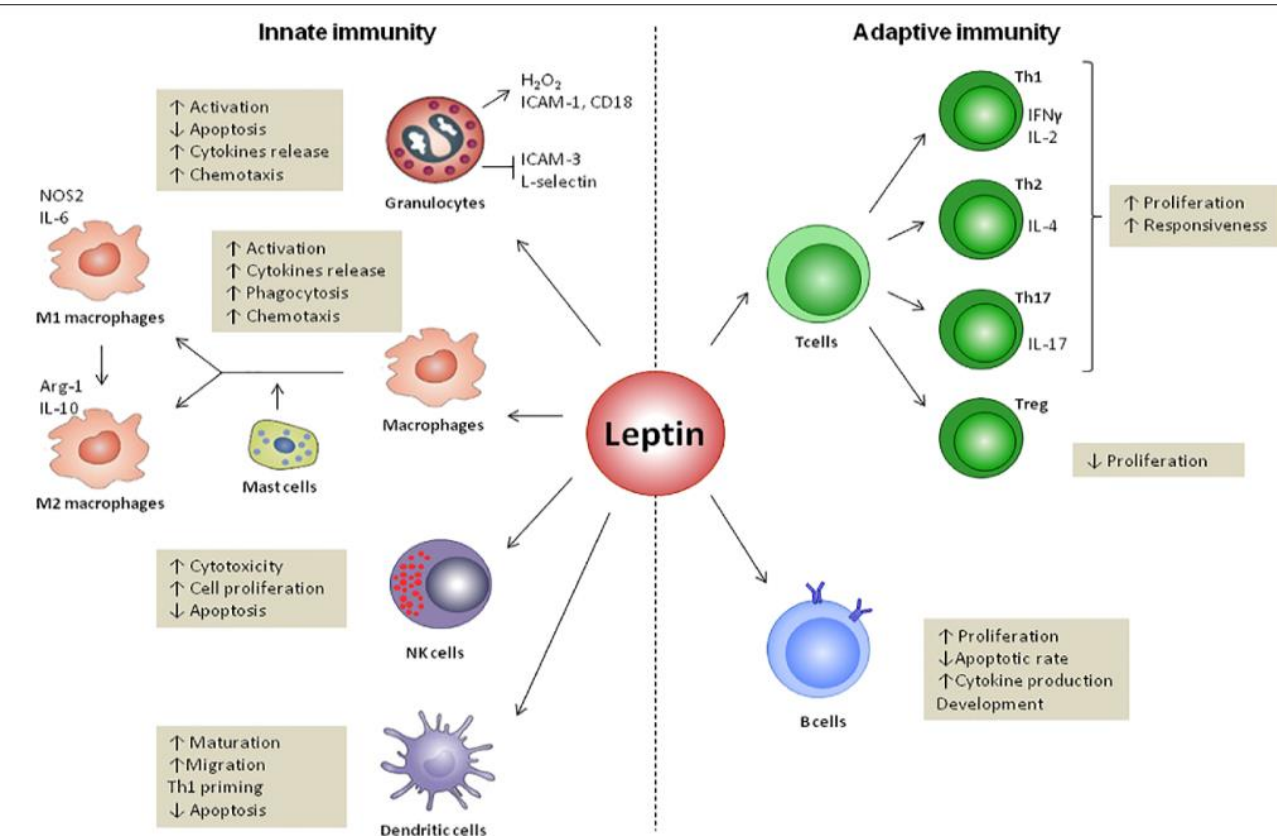 Innate immunity
↑ Activation
↓ Apoptosis
↑ Cytokines release
↑ Chemotaxis
H₂O₂
ICAM-1, CD18
ICAM-3
L-selectin
Granulocytes
NOS2
IL-6
M1 macrophages
↑ Activation
↑ Cytokines release
↑ Phagocytosis
↑ Chemotaxis
Macrophages
Arg-1
IL-10
M2 macrophages
Mast cells
↑ Cytotoxicity
↑ Cell proliferation
↓ Apoptosis
NK cells
↑ Maturation
↑Migration
Th1 priming
↓ Apoptosis
Dendritic cells
Leptin
Adaptive immunity
Tcells
Th1
IFNγ
IL-2
Th2
IL-4
Th17
IL-17
Treg
↑ Proliferation
↑ Responsiveness
↓ Proliferation
B cells
↑ Proliferation
↓Apoptotic rate
↑Cytokine production
Development